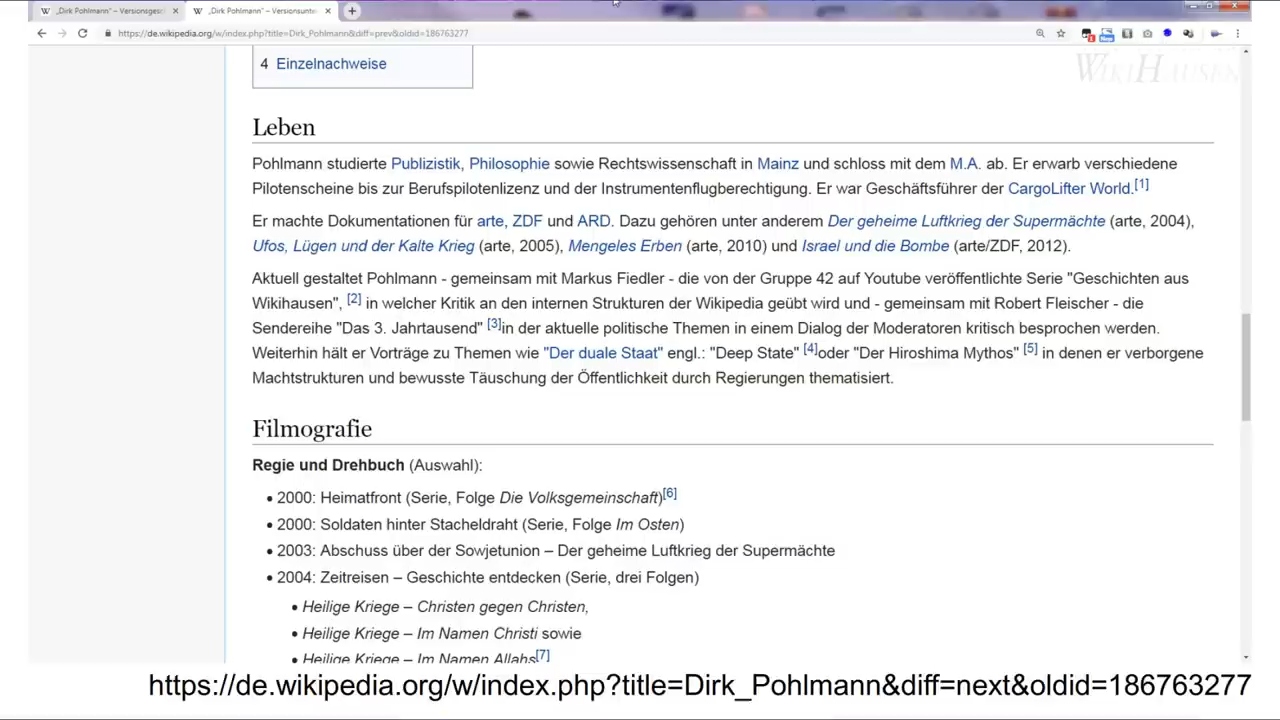 „Dirk Pohlmann“ – Versionsgesc
„Dirk Pohlmann“ – Versionsunte
https://de.wikipedia.org/w/index.php?title=Dirk_Pohlmann&diff=prev&oldid=186763277
WIKIHAUSEN
4 Einzelnachweise
Leben
Pohlmann studierte Publizistik, Philosophie sowie Rechtswissenschaft in Mainz und schloss mit dem M.A. ab. Er erwarb verschiedene
Pilotenscheine bis zur Berufspilotenlizenz und der Instrumentenflugberechtigung. Er war Geschäftsführer der CargoLifter World.[1]
Er machte Dokumentationen für arte, ZDF und ARD. Dazu gehören unter anderem Der geheime Luftkrieg der Supermächte (arte, 2004),
Ufos, Lügen und der Kalte Krieg (arte, 2005), Mengeles Erben (arte, 2010) und Israel und die Bombe (arte/ZDF, 2012).
Aktuell gestaltet Pohlmann - gemeinsam mit Markus Fiedler - die von der Gruppe 42 auf Youtube veröffentlichte Serie "Geschichten aus
Wikihausen", [2] in welcher Kritik an den internen Strukturen der Wikipedia geübt wird und - gemeinsam mit Robert Fleischer - die
Sendereihe "Das 3. Jahrtausend" [3]in der aktuelle politische Themen in einem Dialog der Moderatoren kritisch besprochen werden.
Weiterhin hält er Vorträge zu Themen wie "Der duale Staat" engl.: "Deep State" [4]oder "Der Hiroshima Mythos" [5] in denen er verborgene
Machtstrukturen und bewusste Täuschung der Öffentlichkeit durch Regierungen thematisiert.
Filmografie
Regie und Drehbuch (Auswahl):
• 2000: Heimatfront (Serie, Folge Die Volksgemeinschaft)[6]
• 2000: Soldaten hinter Stacheldraht (Serie, Folge Im Osten)
• 2003: Abschuss über der Sowjetunion – Der geheime Luftkrieg der Supermächte
• 2004: Zeitreisen – Geschichte entdecken (Serie, drei Folgen)
• Heilige Kriege – Christen gegen Christen,
• Heilige Kriege – Im Namen Christi sowie
• Heilige Kriege – Im Namen Allahs[7]
https://de.wikipedia.org/w/index.php?title=Dirk_Pohlmann&diff=next&oldid=186763277